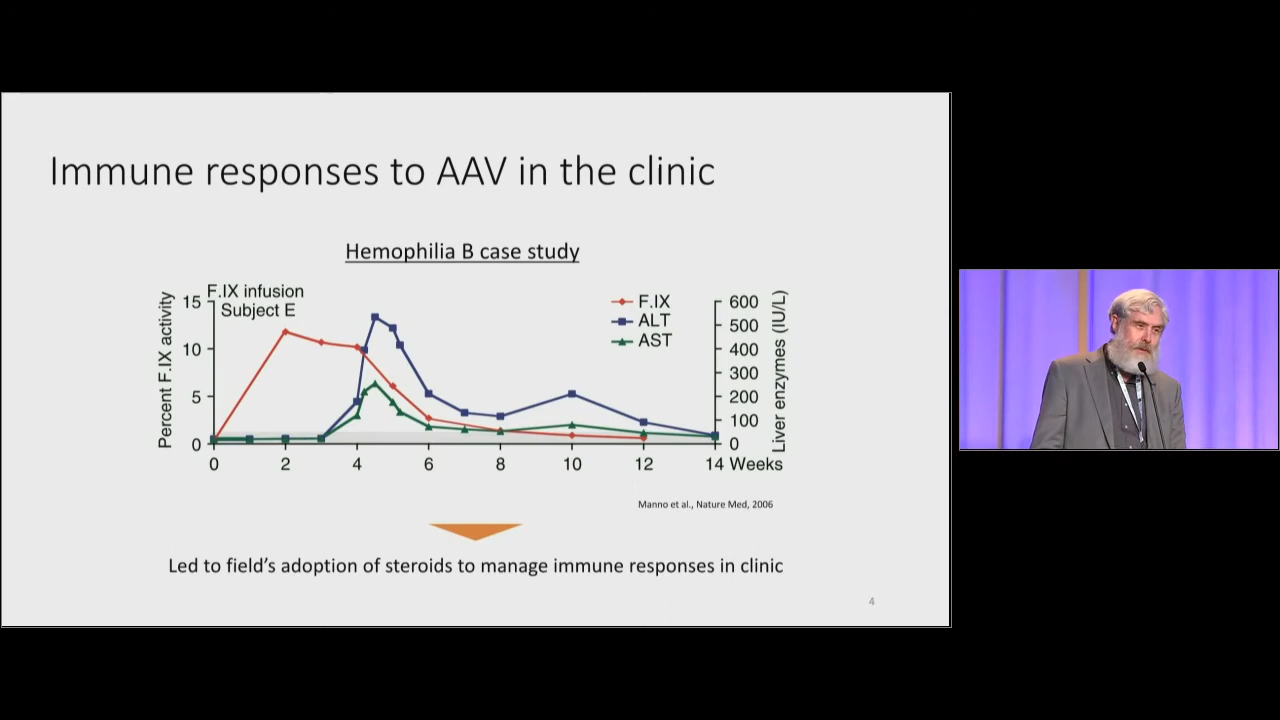 Immune responses to AAV in the clinic
Hemophilia B case study
F.IX infusion
Subject E
Percent F.IX activity
15
10
5
0
F.IX
ALT
AST
600
500
400
300
200
100
0
Liver enzymes (IU/L)
0 2 4 6 8 10 12 14 Weeks
Manno et al., Nature Med, 2006
Led to field’s adoption of steroids to manage immune responses in clinic
4